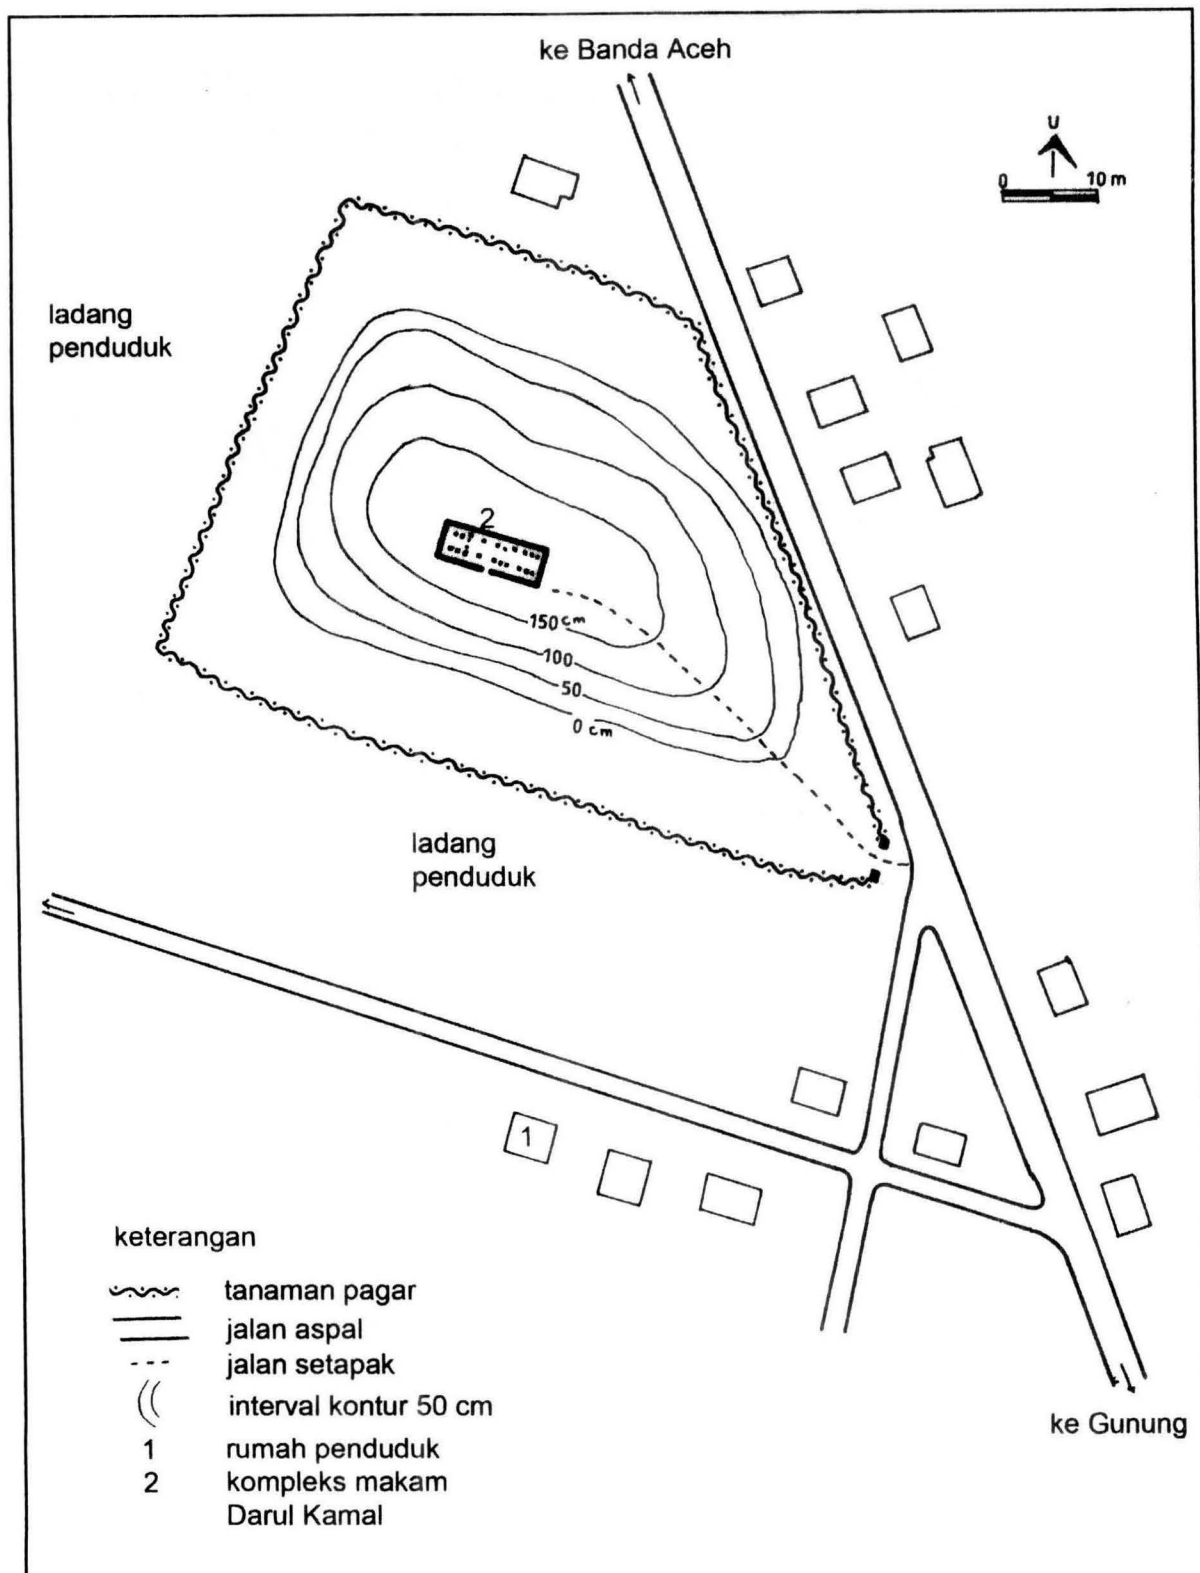 ke Banda Aceh
U
0 10 m
ladang
penduduk
2
150 cm
100
50
0 cm
ladang
penduduk
1
keterangan
tanaman pagar
jalan aspal
jalan setapak
interval kontur 50 cm
1 rumah penduduk
2 kompleks makam
Darul Kamal
ke Gunung